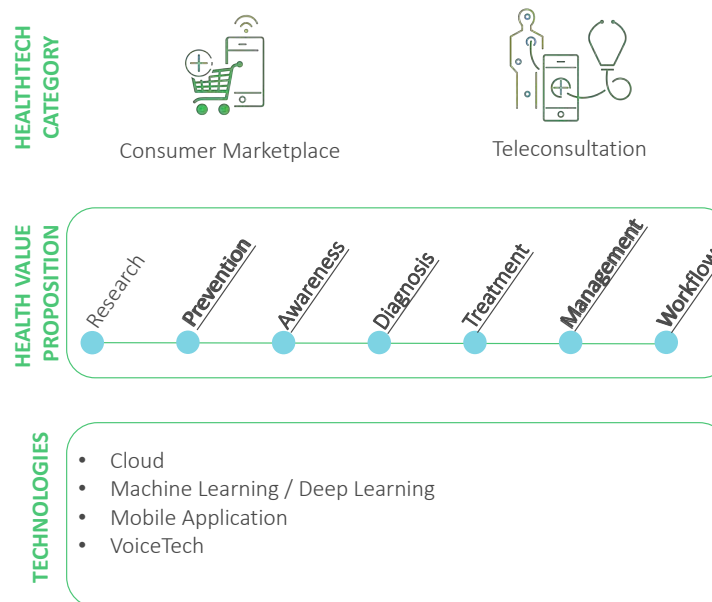 HEALTHTECH
CATEGORY
Consumer Marketplace
Teleconsultation
HEALTH VALUE
PROPOSITION
Research
Prevention
Awareness
Diagnosis
Treatment
Management
Workflow
TECHNOLOGIES
• Cloud
• Machine Learning / Deep Learning
• Mobile Application
• VoiceTech